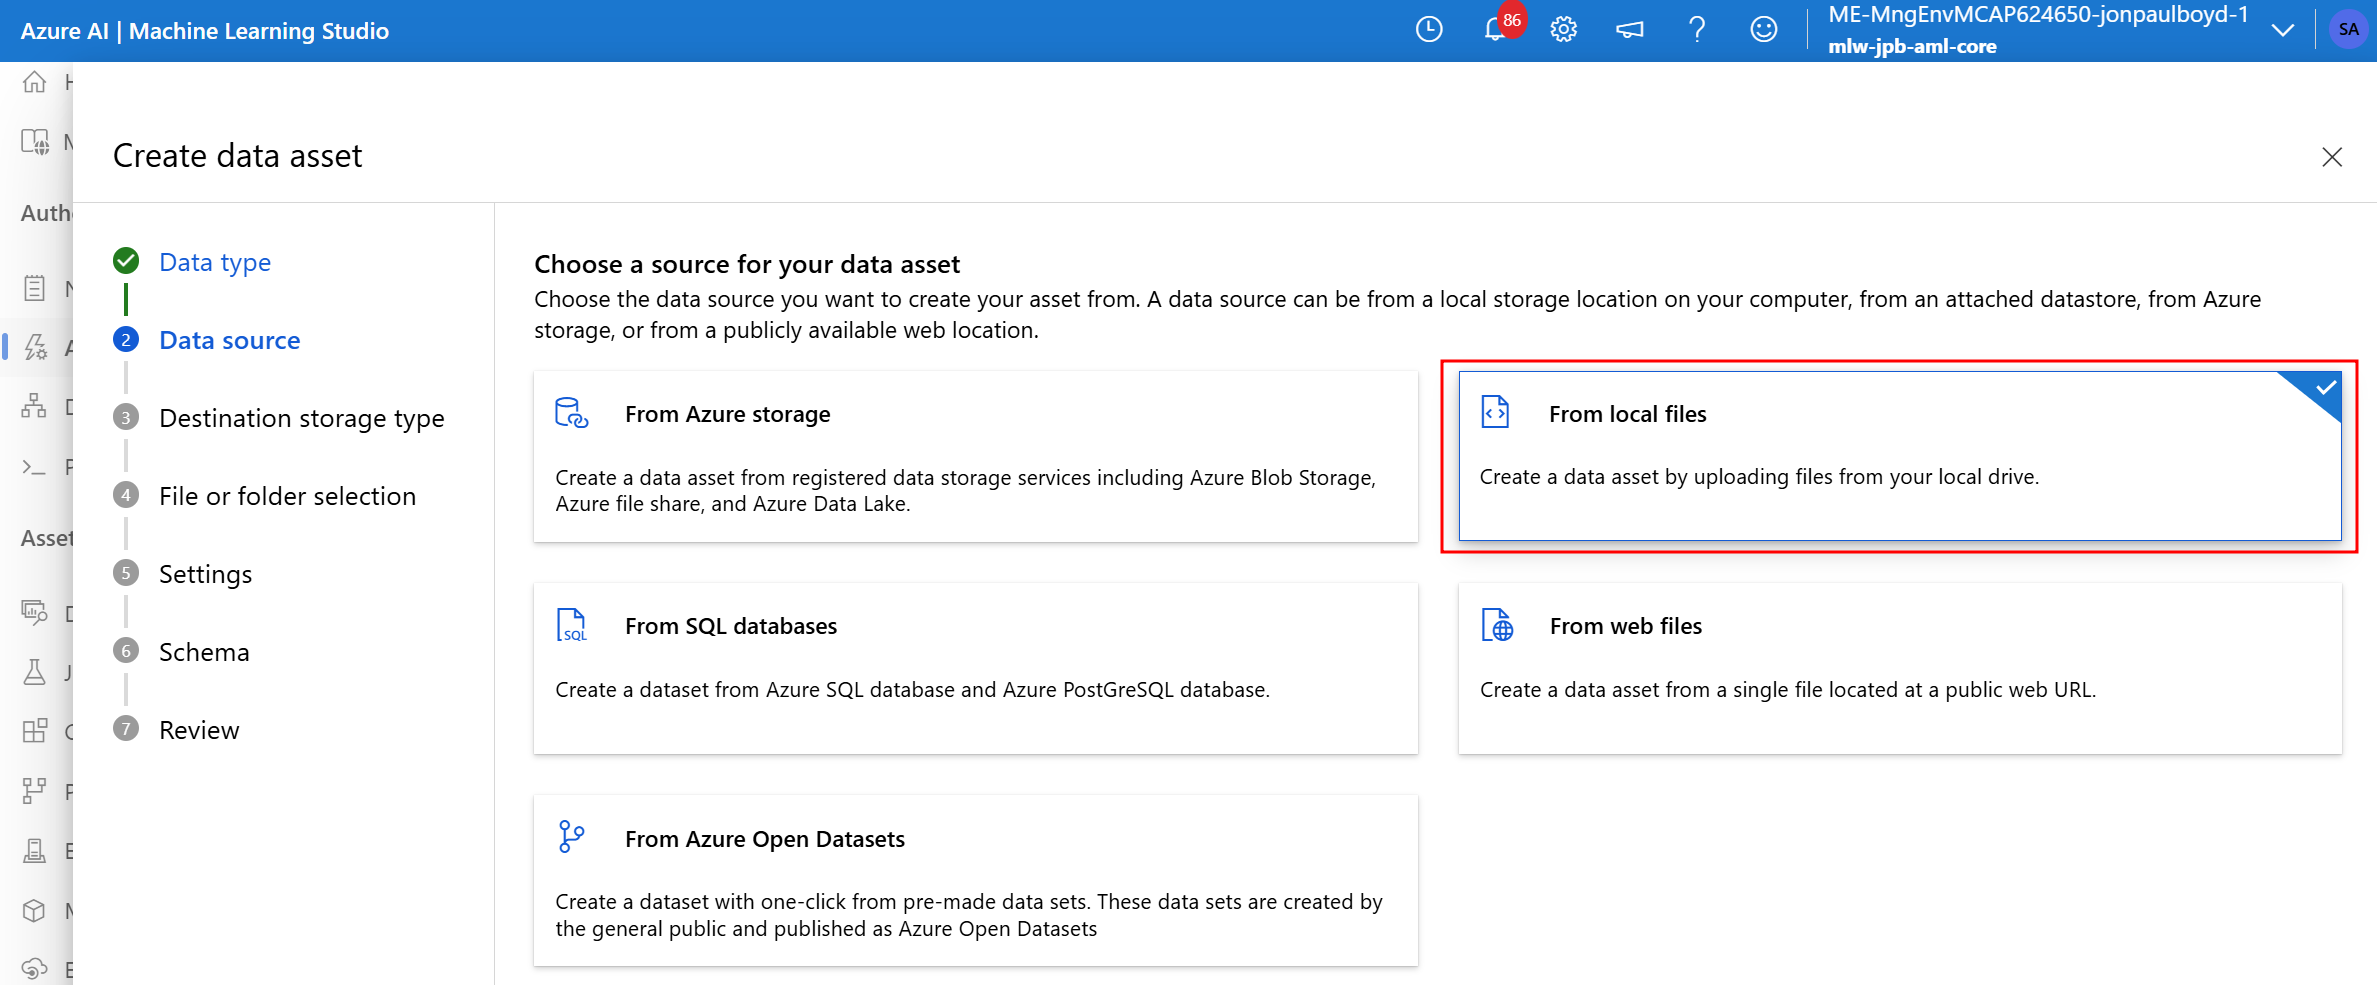 Azure AI | Machine Learning Studio
86
ME-MngEnvMCAP624650-jonpaulboyd-1
mlw-jpb-aml-core
SA
Create data asset
Data type
2 Data source
3 Destination storage type
4 File or folder selection
5 Settings
6 Schema
7 Review
Choose a source for your data asset
Choose the data source you want to create your asset from. A data source can be from a local storage location on your computer, from an attached datastore, from Azure
storage, or from a publicly available web location.
From Azure storage
Create a data asset from registered data storage services including Azure Blob Storage,
Azure file share, and Azure Data Lake.
From local files
Create a data asset by uploading files from your local drive.
SQL
From SQL databases
Create a dataset from Azure SQL database and Azure PostGreSQL database.
From web files
Create a data asset from a single file located at a public web URL.
From Azure Open Datasets
Create a dataset with one-click from pre-made data sets. These data sets are created by
the general public and published as Azure Open Datasets